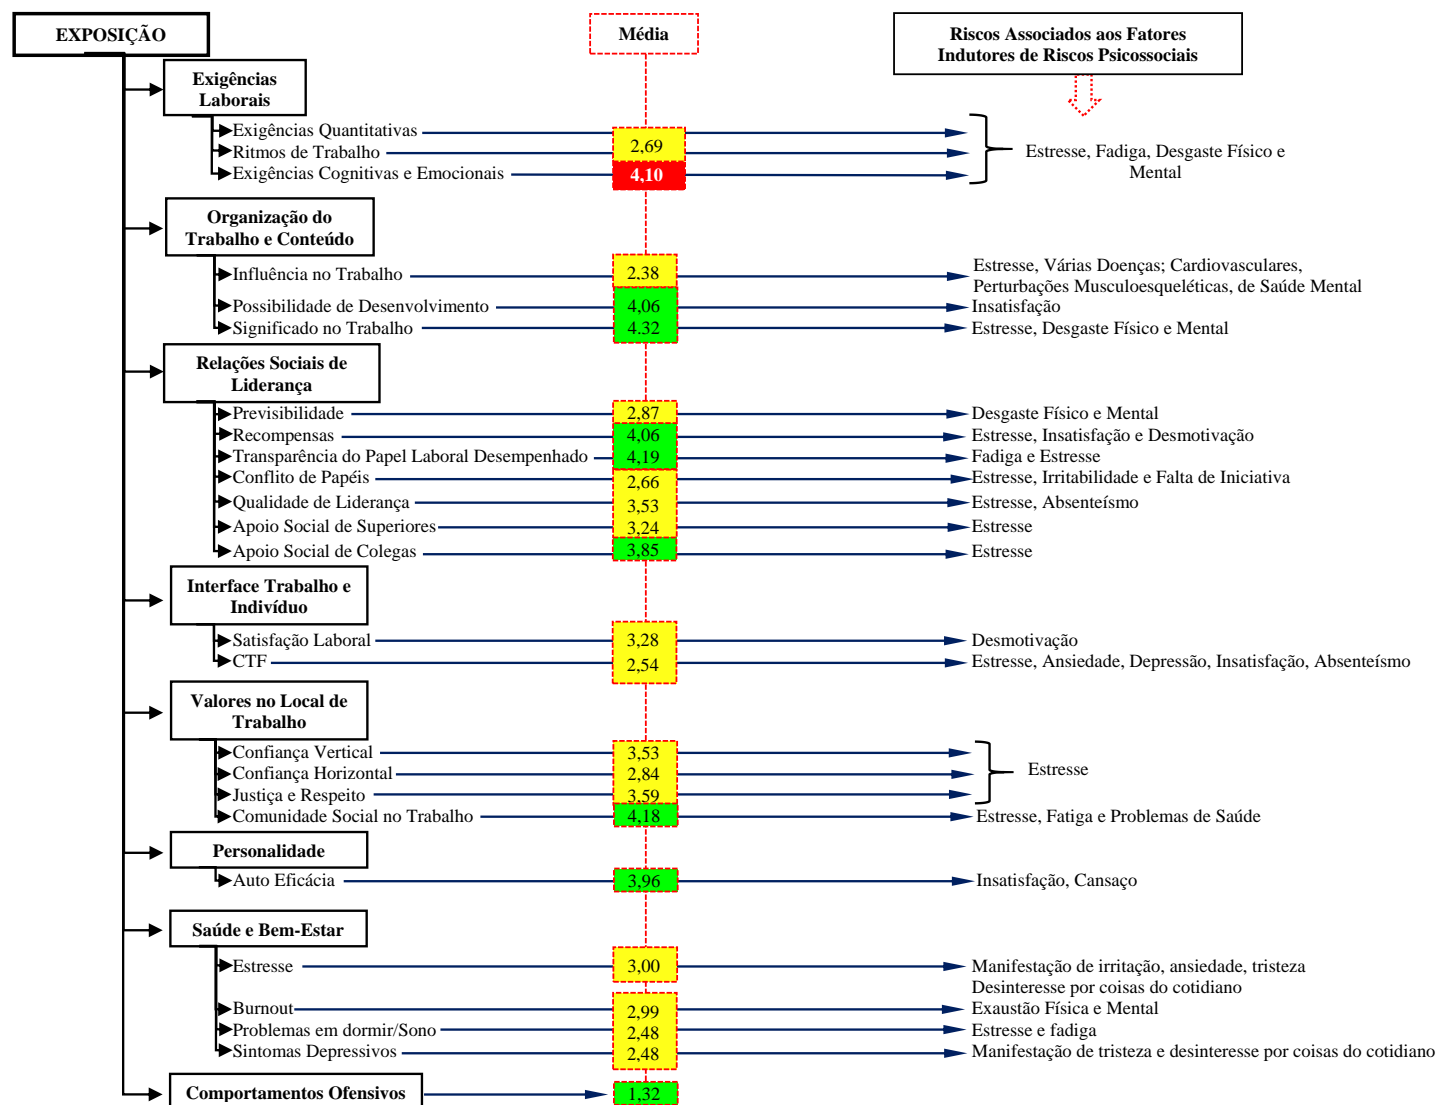 EXPOSIÇÃO
Média
Riscos Associados aos Fatores
Indutores de Riscos Psicossociais
Exigências
Laborais
Exigências Quantitativas
Ritmos de Trabalho
2,69
Exigências Cognitivas e Emocionais
4,10
Estresse, Fadiga, Desgaste Físico e
Mental
Organização do
Trabalho e Conteúdo
Influência no Trabalho
2,38
Estresse, Várias Doenças; Cardiovasculares,
Perturbações Musculoesqueléticas, de Saúde Mental
Possibilidade de Desenvolvimento
4,06
Insatisfação
Significado no Trabalho
4.32
Estresse, Desgaste Físico e Mental
Relações Sociais de
Liderança
Previsibilidade
2,87
Desgaste Físico e Mental
Recompensas
4,06
Estresse, Insatisfação e Desmotivação
Transparência do Papel Laboral Desempenhado
4,19
Fadiga e Estresse
Conflito de Papéis
2,66
Estresse, Irritabilidade e Falta de Iniciativa
Qualidade de Liderança
3,53
Estresse, Absenteísmo
Apoio Social de Superiores
3,24
Estresse
Apoio Social de Colegas
3,85
Estresse
Interface Trabalho e
Indivíduo
Satisfação Laboral
3,28
Desmotivação
CTF
2,54
Estresse, Ansiedade, Depressão, Insatisfação, Absenteísmo
Valores no Local de
Trabalho
Confiança Vertical
3,53
Confiança Horizontal
2,84
Estresse
Justiça e Respeito
3,59
Comunidade Social no Trabalho
4,18
Estresse, Fatiga e Problemas de Saúde
Personalidade
Auto Eficácia
3,96
Insatisfação, Cansaço
Saúde e Bem-Estar
Estresse
3,00
Manifestação de irritação, ansiedade, tristeza
Desinteresse por coisas do cotidiano
Burnout
2,99
Exaustão Física e Mental
Problemas em dormir/Sono
2,48
Estresse e fadiga
Sintomas Depressivos
2,48
Manifestação de tristeza e desinteresse por coisas do cotidiano
Comportamentos Ofensivos
1,32